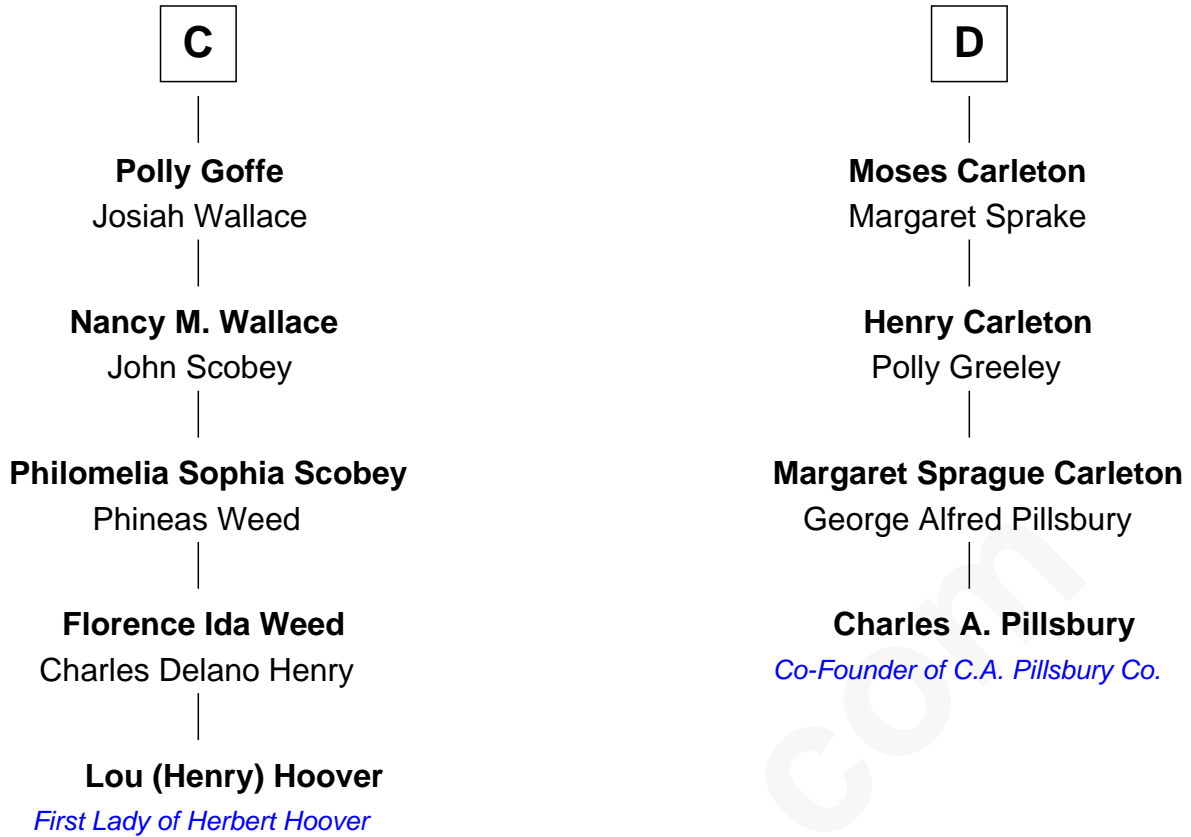 C
Polly Goffe
Josiah Wallace
Nancy M. Wallace
John Scobey
Philomelia Sophia Scobey
Phineas Weed
Florence Ida Weed
Charles Delano Henry
Lou (Henry) Hoover
First Lady of Herbert Hoover
D
Moses Carleton
Margaret Sprake
Henry Carleton
Polly Greeley
Margaret Sprague Carleton
George Alfred Pillsbury
Charles A. Pillsbury
Co-Founder of C.A. Pillsbury Co.
com